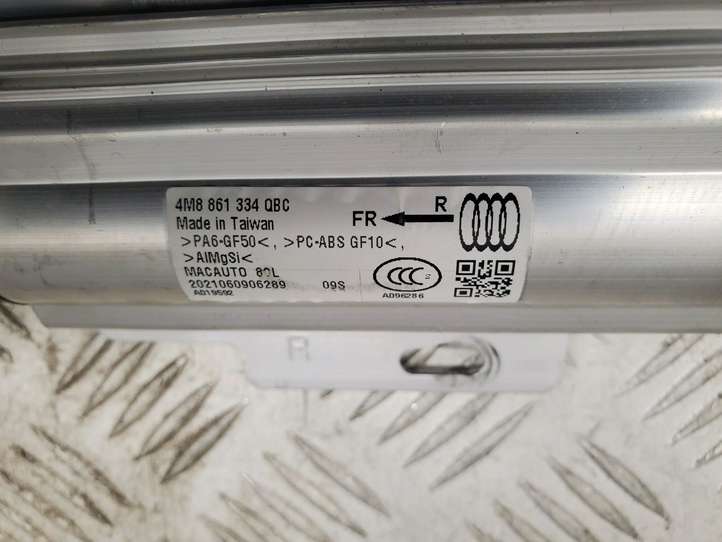 4M8 861 334 QBC
Made in Taiwan
FR R
>PA6-GF50<, >PC-ABS GF10<,
>AlMgSi<
MACAUTO
CCC S
2021060906289 09S
A019592 A096286
R